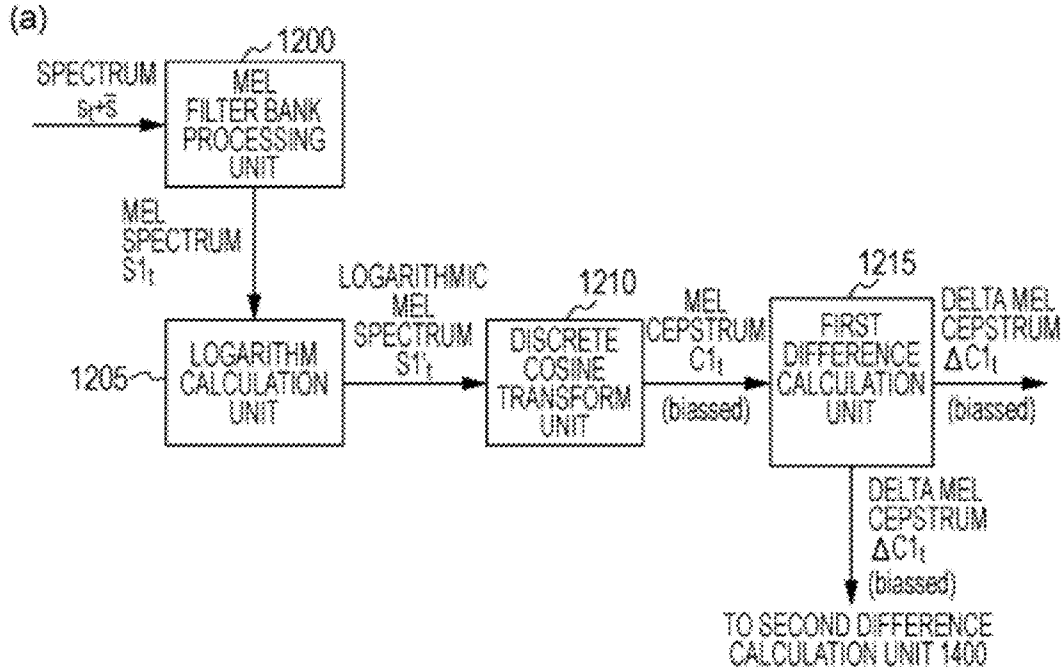 (a)
1200
SPECTRUM
sₜ+s̄
MEL
FILTER BANK
PROCESSING
UNIT
MEL
SPECTRUM
S1ₜ
1205
LOGARITHM
CALCULATION
UNIT
LOGARITHMIC
MEL
SPECTRUM
S1'ₜ
1210
DISCRETE
COSINE
TRANSFORM
UNIT
MEL
CEPSTRUM
C1ₜ
(biassed)
1215
FIRST
DIFFERENCE
CALCULATION
UNIT
DELTA MEL
CEPSTRUM
ΔC1ₜ
(biassed)
DELTA MEL
CEPSTRUM
ΔC1ₜ
(biassed)
TO SECOND DIFFERENCE
CALCULATION UNIT 1400